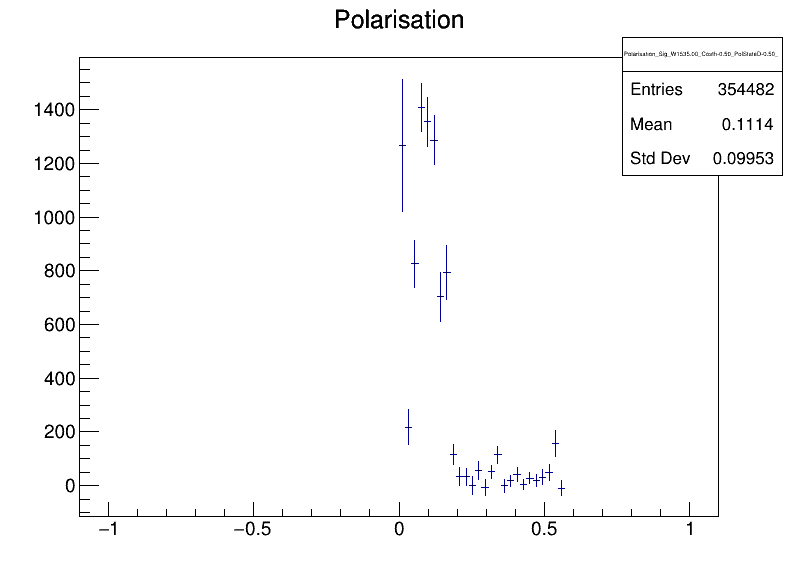 Polarisation
Polarisation_Sig_W1535.00_Costh-0.50_PolStateD-0.50_
Entries 354482
Mean 0.1114
Std Dev 0.09953
1400
1200
1000
800
600
400
200
0
−1 −0.5 0 0.5 1